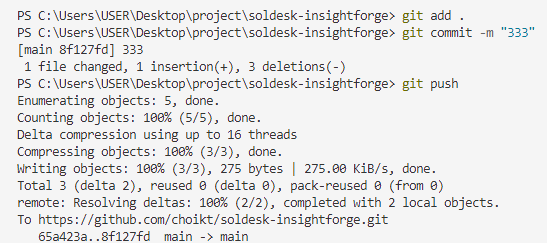 PS C:\Users\USER\Desktop\project\soldesk-insightforge> git add .
PS C:\Users\USER\Desktop\project\soldesk-insightforge> git commit -m "333"
[main 8f127fd] 333
 1 file changed, 1 insertion(+), 3 deletions(-)
PS C:\Users\USER\Desktop\project\soldesk-insightforge> git push
Enumerating objects: 5, done.
Counting objects: 100% (5/5), done.
Delta compression using up to 16 threads
Compressing objects: 100% (3/3), done.
Writing objects: 100% (3/3), 275 bytes | 275.00 KiB/s, done.
Total 3 (delta 2), reused 0 (delta 0), pack-reused 0 (from 0)
remote: Resolving deltas: 100% (2/2), completed with 2 local objects.
To https://github.com/choikt/soldesk-insightforge.git
   65a423a..8f127fd  main -> main